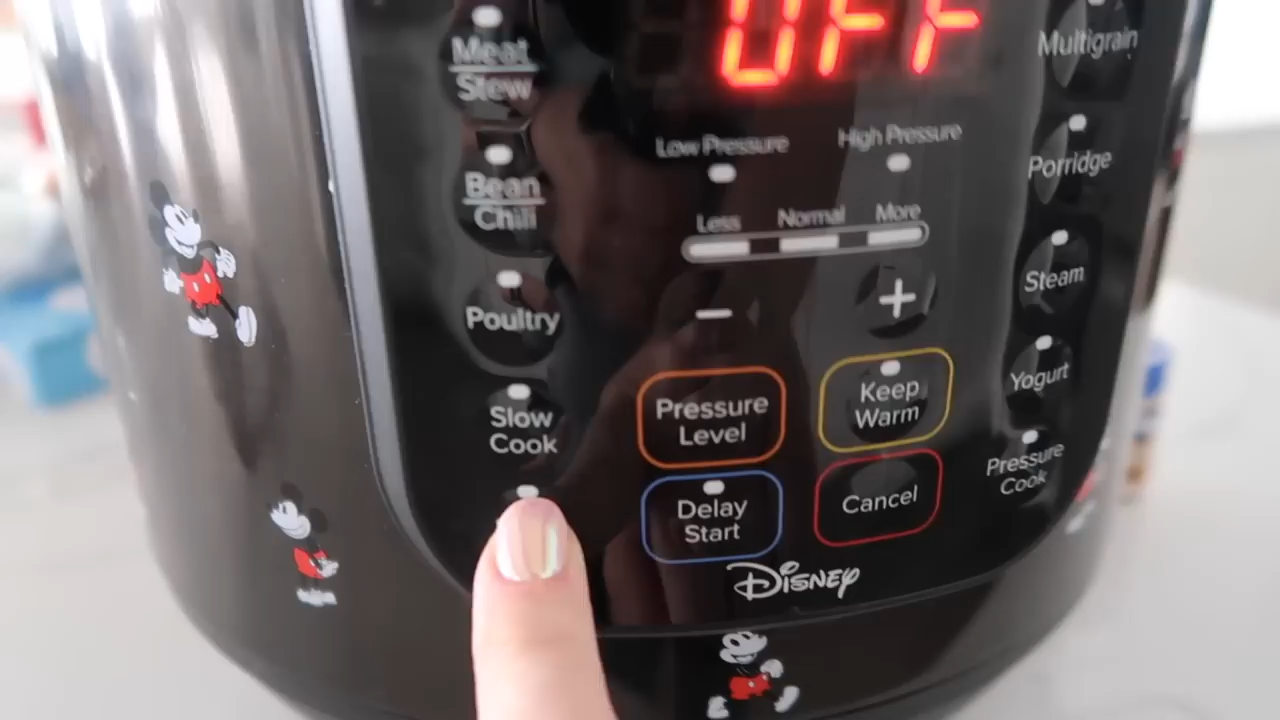 OFF
Meat
Stew
Bean
Chili
Poultry
Slow
Cook
Low Pressure
High Pressure
Less Normal More
−
+
Pressure
Level
Keep
Warm
Delay
Start
Cancel
Disney
Multigrain
Porridge
Steam
Yogurt
Pressure
Cook